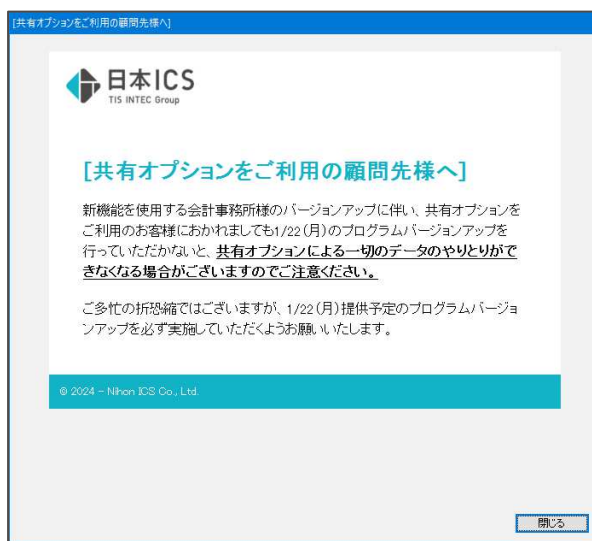 [共有オプションをご利用の顧問先様へ]
日本ICS
TIS INTEC Group
[共有オプションをご利用の顧問先様へ]
新機能を使用する会計事務所様のバージョンアップに伴い、共有オプションを
ご利用のお客様におかれましても1/22(月)のプログラムバージョンアップを
行っていただかないと、共有オプションによる一切のデータのやりとりがで
きなくなる場合がございますのでご注意ください。
ご多忙の折恐縮ではございますが、1/22(月)提供予定のプログラムバージョ
ンアップを必ず実施していただくようお願いいたします。
© 2024 – Nihon ICS Co., Ltd.
閉じる